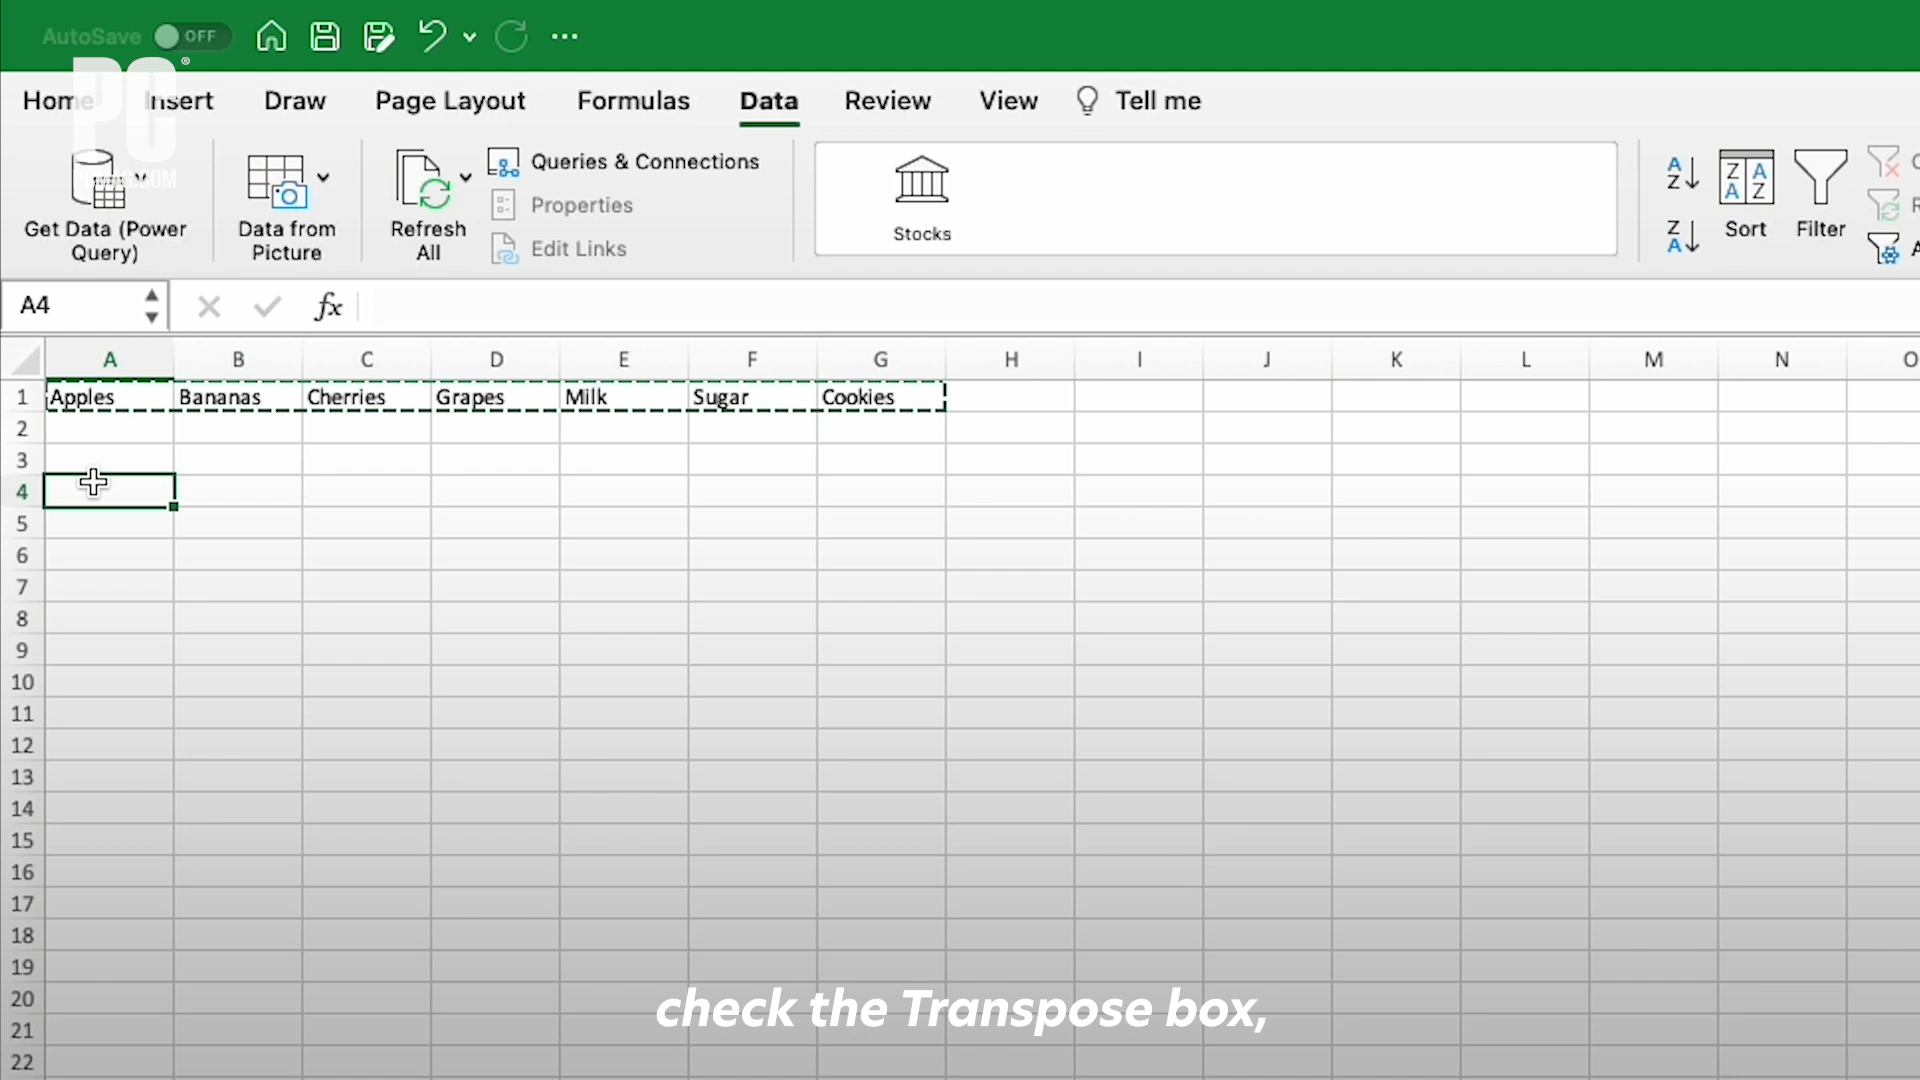 AutoSave OFF
PC®
Home Insert Draw Page Layout Formulas Data Review View Tell me
Get Data (Power Query)
Data from Picture
Refresh All
Queries & Connections
Properties
Edit Links
Stocks
Sort
Filter
A4
fx
A B C D E F G H I J K L M N O
1 Apples Bananas Cherries Grapes Milk Sugar Cookies
2
3
4
5
6
7
8
9
10
11
12
13
14
15
16
17
18
19
20
21
22
check the Transpose box,